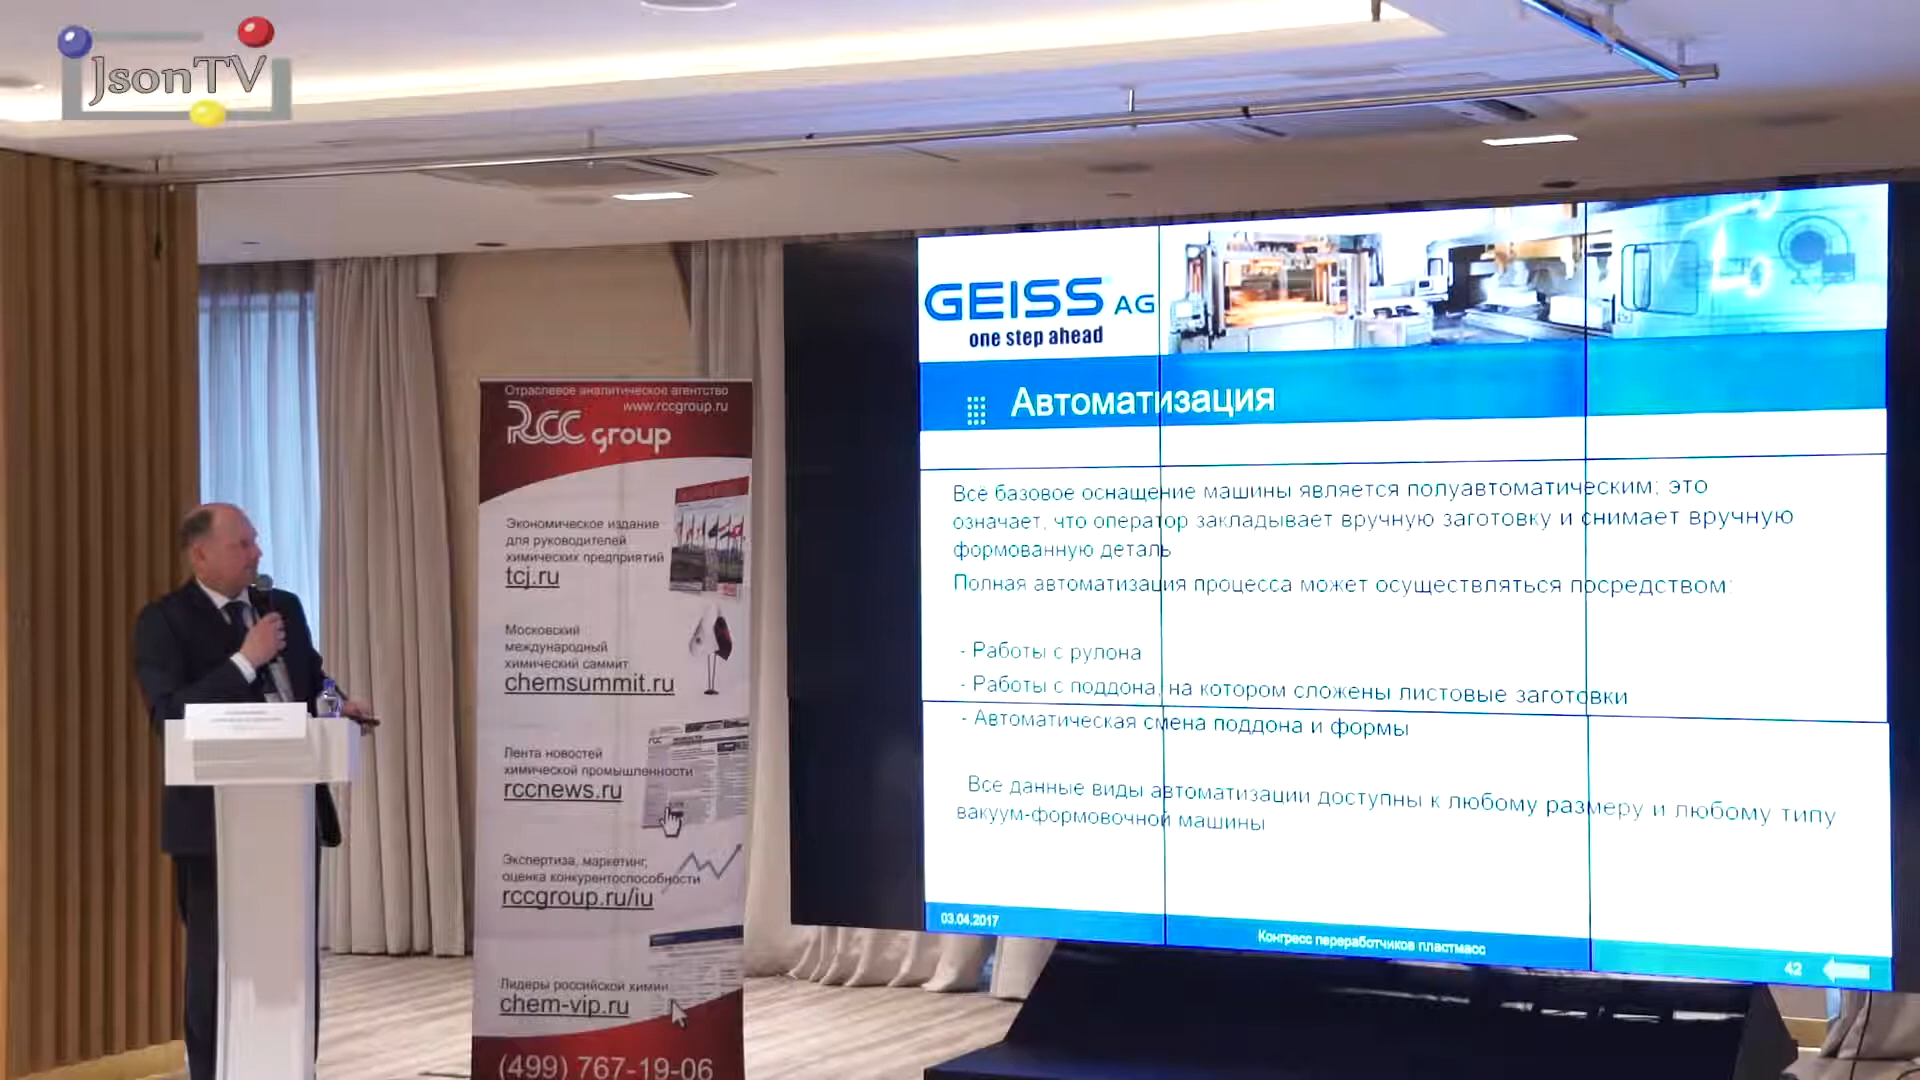 JsonTV
Отраслевое аналитическое агентство
www.rccgroup.ru
RCC group
Экономическое издание
для руководителей
химических предприятий
tcj.ru
Московский
международный
химический саммит
chemsummit.ru
Лента новостей
химической промышленности
rccnews.ru
Экспертиза, маркетинг,
оценка конкурентоспособности
rccgroup.ru/iu
Лидеры российской химии
chem-vip.ru
(499) 767-19-06
GEISS AG
one step ahead
Автоматизация
Всё базовое оснащение машины является полуавтоматическим; это
означает, что оператор закладывает вручную заготовку и снимает вручную
формованную деталь
Полная автоматизация процесса может осуществляться посредством:
- Работы с рулона
- Работы с поддона, на котором сложены листовые заготовки
- Автоматическая смена поддона и формы
Все данные виды автоматизации доступны к любому размеру и любому типу
вакуум-формовочной машины
03.04.2017
Конгресс переработчиков пластмасс
42